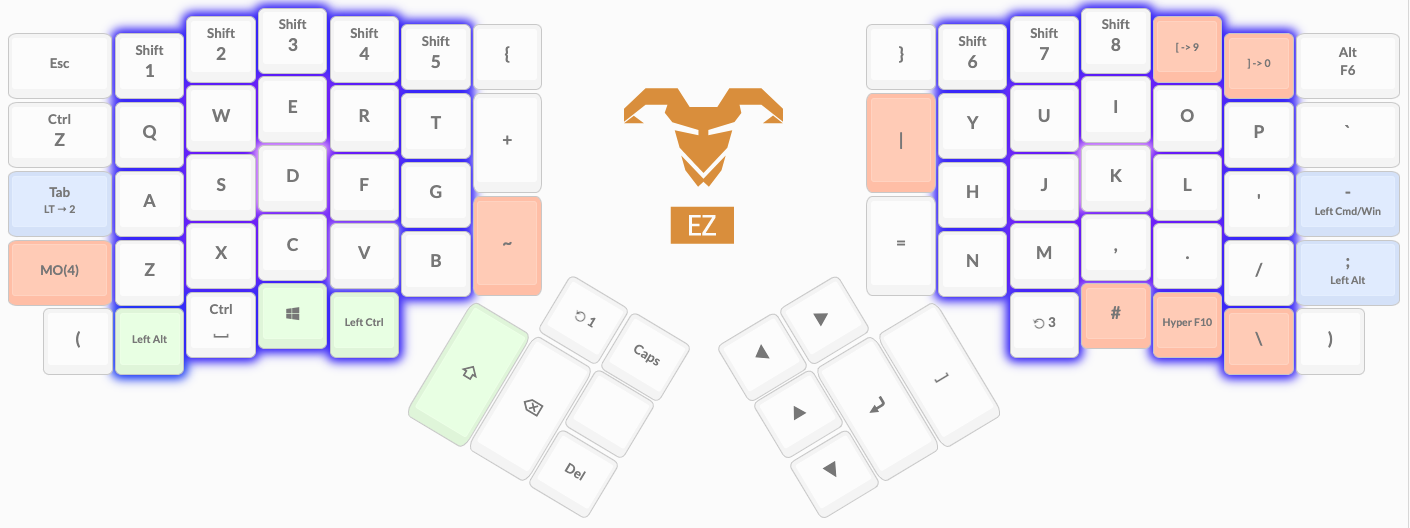 Esc
Shift
1
Shift
2
Shift
3
Shift
4
Shift
5
{
Ctrl
Z
Q
W
E
R
T
+
Tab
LT → 2
A
S
D
F
G
~
MO(4)
Z
X
C
V
B
(
Left Alt
Ctrl
Left Ctrl
1
Caps
Del
EZ
}
Shift
6
Shift
7
Shift
8
[ -> 9
] -> 0
Alt
F6
|
Y
U
I
O
P
`
=
H
J
K
L
'
-
Left Cmd/Win
N
M
,
.
/
;
Left Alt
3
#
Hyper F10
\
)